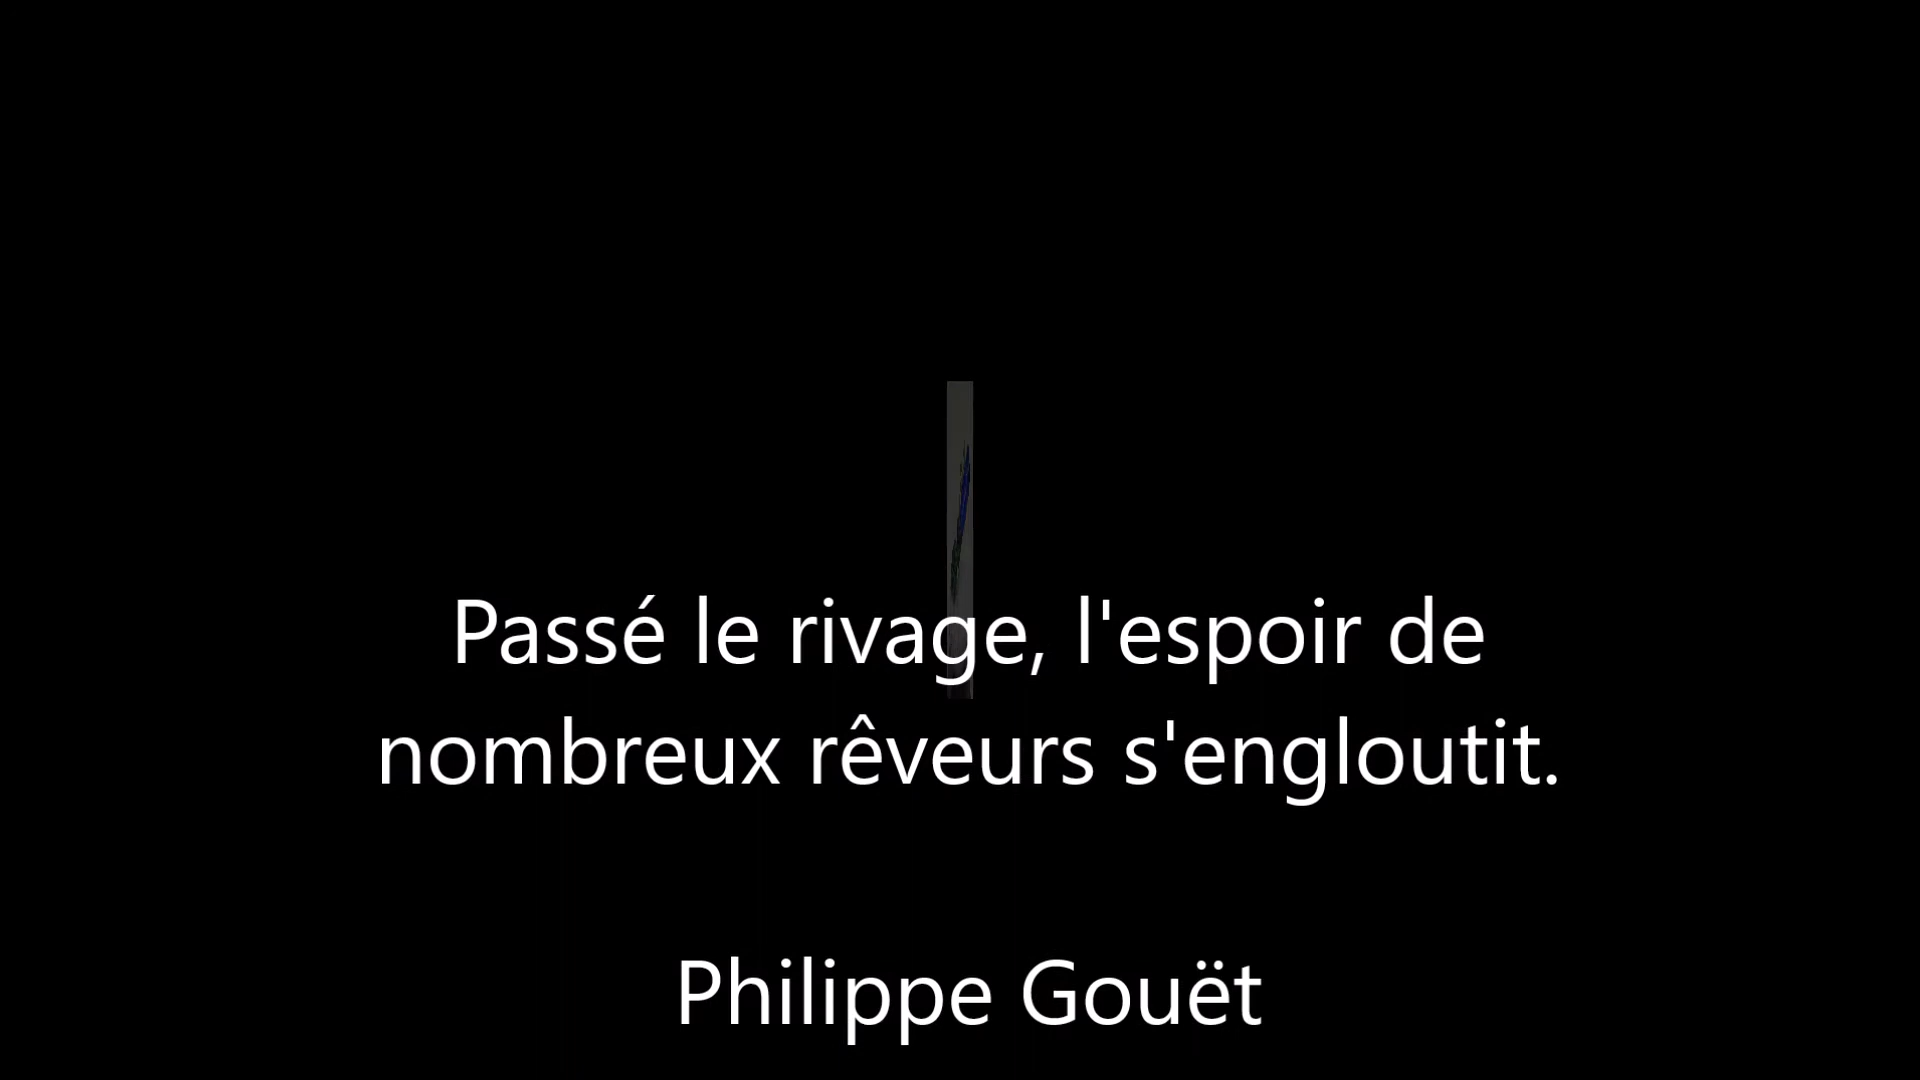 Passé le rivage, l'espoir de
nombreux rêveurs s'engloutit.
Philippe Gouët